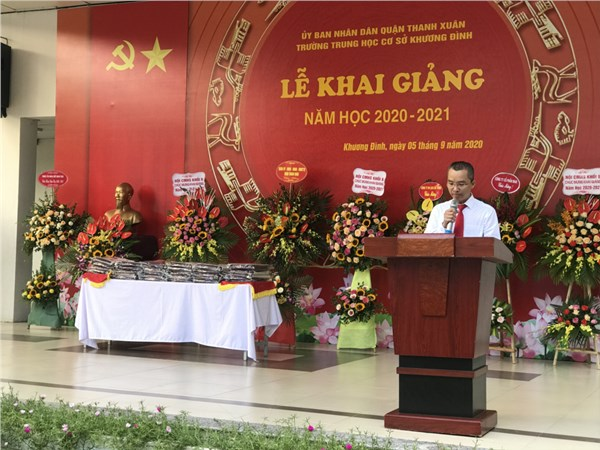 ỦY BAN NHÂN DÂN QUẬN THANH XUÂN
TRƯỜNG TRUNG HỌC CƠ SỞ KHƯƠNG ĐÌNH
LỄ KHAI GIẢNG
NĂM HỌC 2020 - 2021
Khương Đình, ngày 05 tháng 9 năm 2020